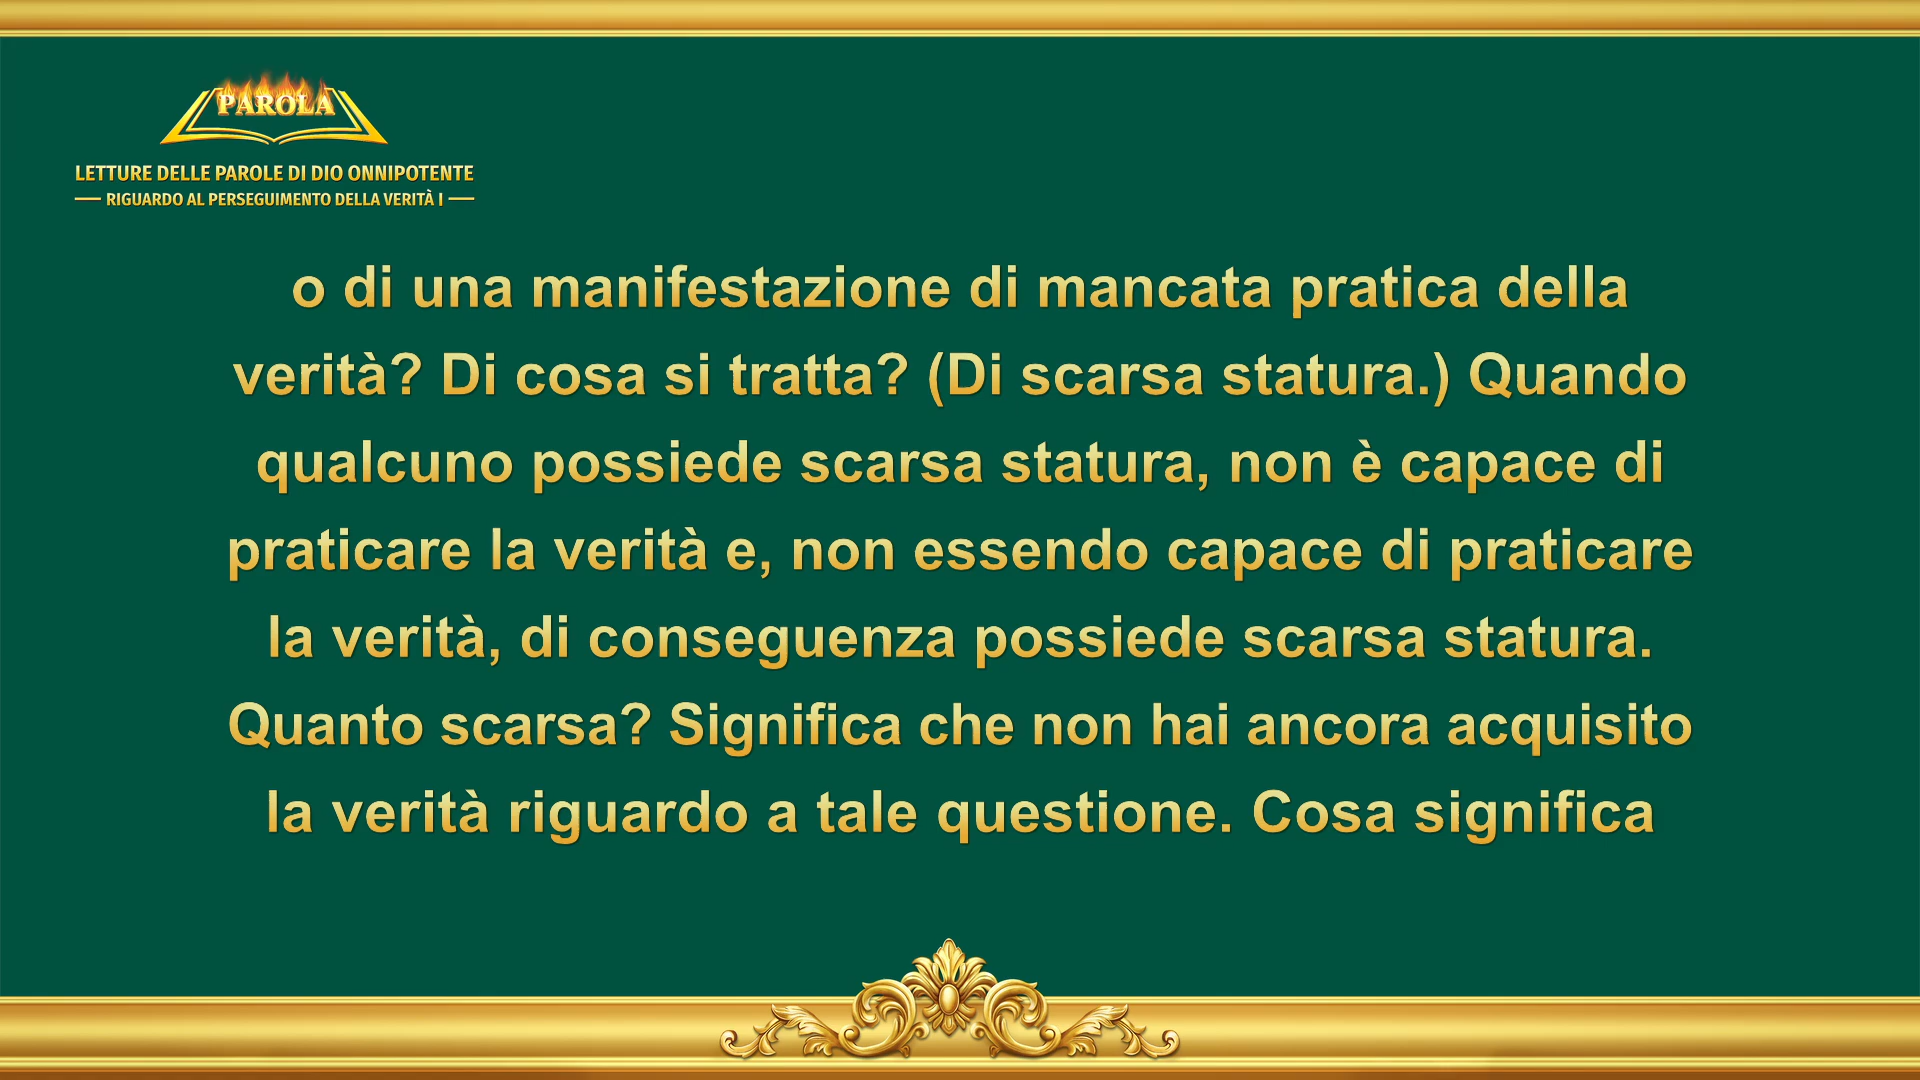 PAROLA
LETTURE DELLE PAROLE DI DIO ONNIPOTENTE
RIGUARDO AL PERSEGUIMENTO DELLA VERITÀ I
o di una manifestazione di mancata pratica della
verità? Di cosa si tratta? (Di scarsa statura.) Quando
qualcuno possiede scarsa statura, non è capace di
praticare la verità e, non essendo capace di praticare
la verità, di conseguenza possiede scarsa statura.
Quanto scarsa? Significa che non hai ancora acquisito
la verità riguardo a tale questione. Cosa significa